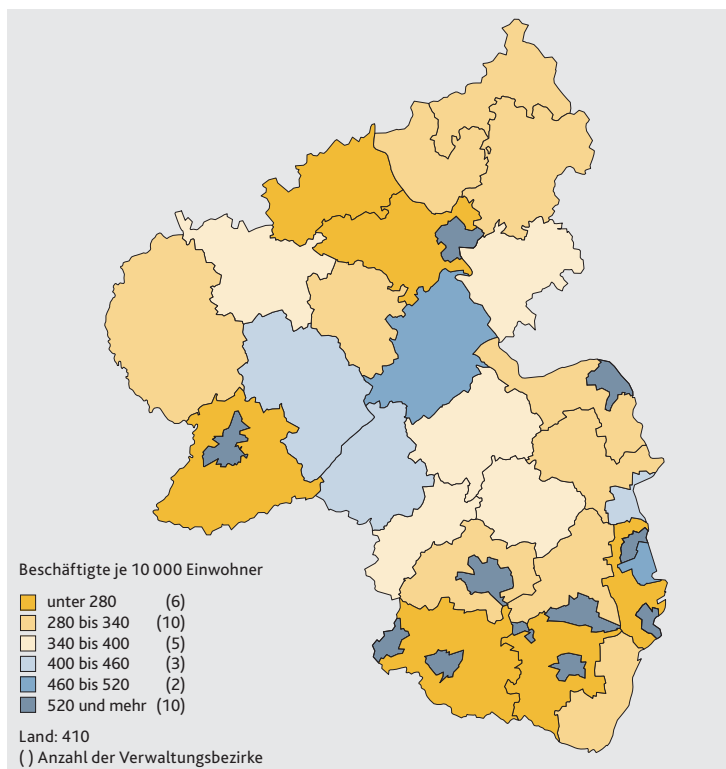 Beschäftigte je 10 000 Einwohner
unter 280 (6)
280 bis 340 (10)
340 bis 400 (5)
400 bis 460 (3)
460 bis 520 (2)
520 und mehr (10)
Land: 410
( ) Anzahl der Verwaltungsbezirke